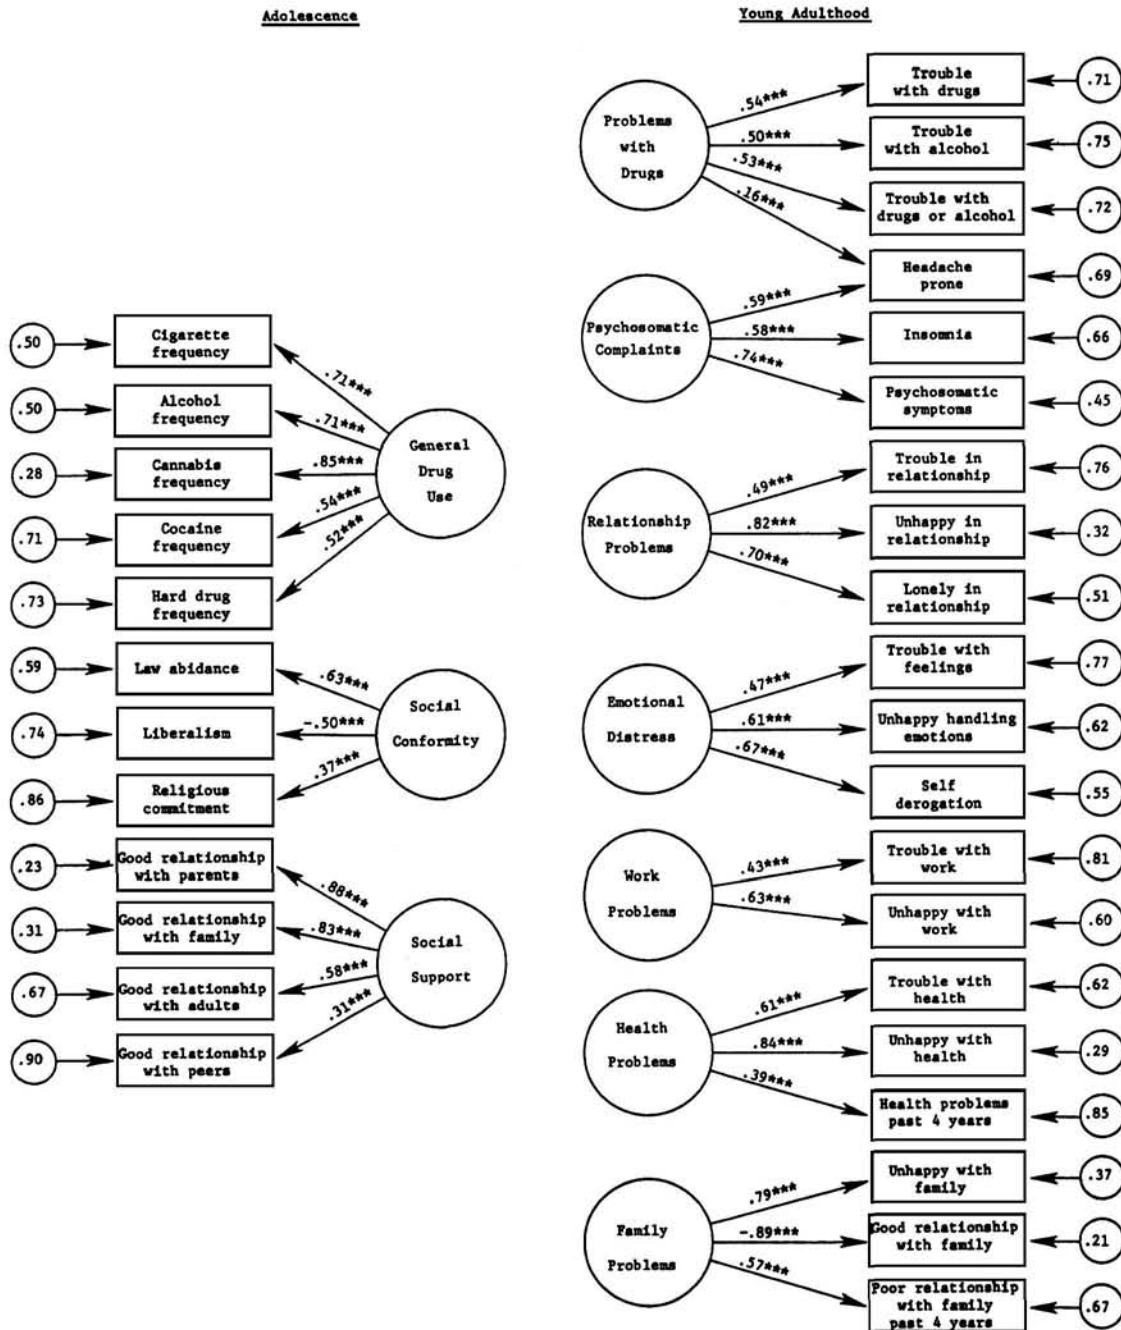 Adolescence
.50
Cigarette
frequency
.71***
.50
Alcohol
frequency
.71***
.28
Cannabis
frequency
.85***
.71
Cocaine
frequency
.54***
.73
Hard drug
frequency
.52***
General
Drug
Use
.59
Law abidance
.63***
.74
Liberalism
-.50***
.86
Religious
commitment
.37***
Social
Conformity
.23
Good relationship
with parents
.88***
.31
Good relationship
with family
.83***
.67
Good relationship
with adults
.58***
.90
Good relationship
with peers
.31***
Social
Support
Young Adulthood
Problems
with
Drugs
.54***
Trouble
with drugs
.71
.50***
Trouble
with alcohol
.75
.53***
Trouble with
drugs or alcohol
.72
.16***
Headache
prone
.69
Psychosomatic
Complaints
.59***
.58***
Insomnia
.66
.74***
Psychosomatic
symptoms
.45
Relationship
Problems
.49***
Trouble in
relationship
.76
.82***
Unhappy in
relationship
.32
.70***
Lonely in
relationship
.51
Emotional
Distress
.47***
Trouble with
feelings
.77
.61***
Unhappy handling
emotions
.62
.67***
Self
derogation
.55
Work
Problems
.43***
Trouble with
work
.81
.63***
Unhappy with
work
.60
Health
Problems
.61***
Trouble with
health
.62
.84***
Unhappy with
health
.29
.39***
Health problems
past 4 years
.85
Family
Problems
.79***
Unhappy with
family
.37
-.89***
Good relationship
with family
.21
.57***
Poor relationship
with family
past 4 years
.67